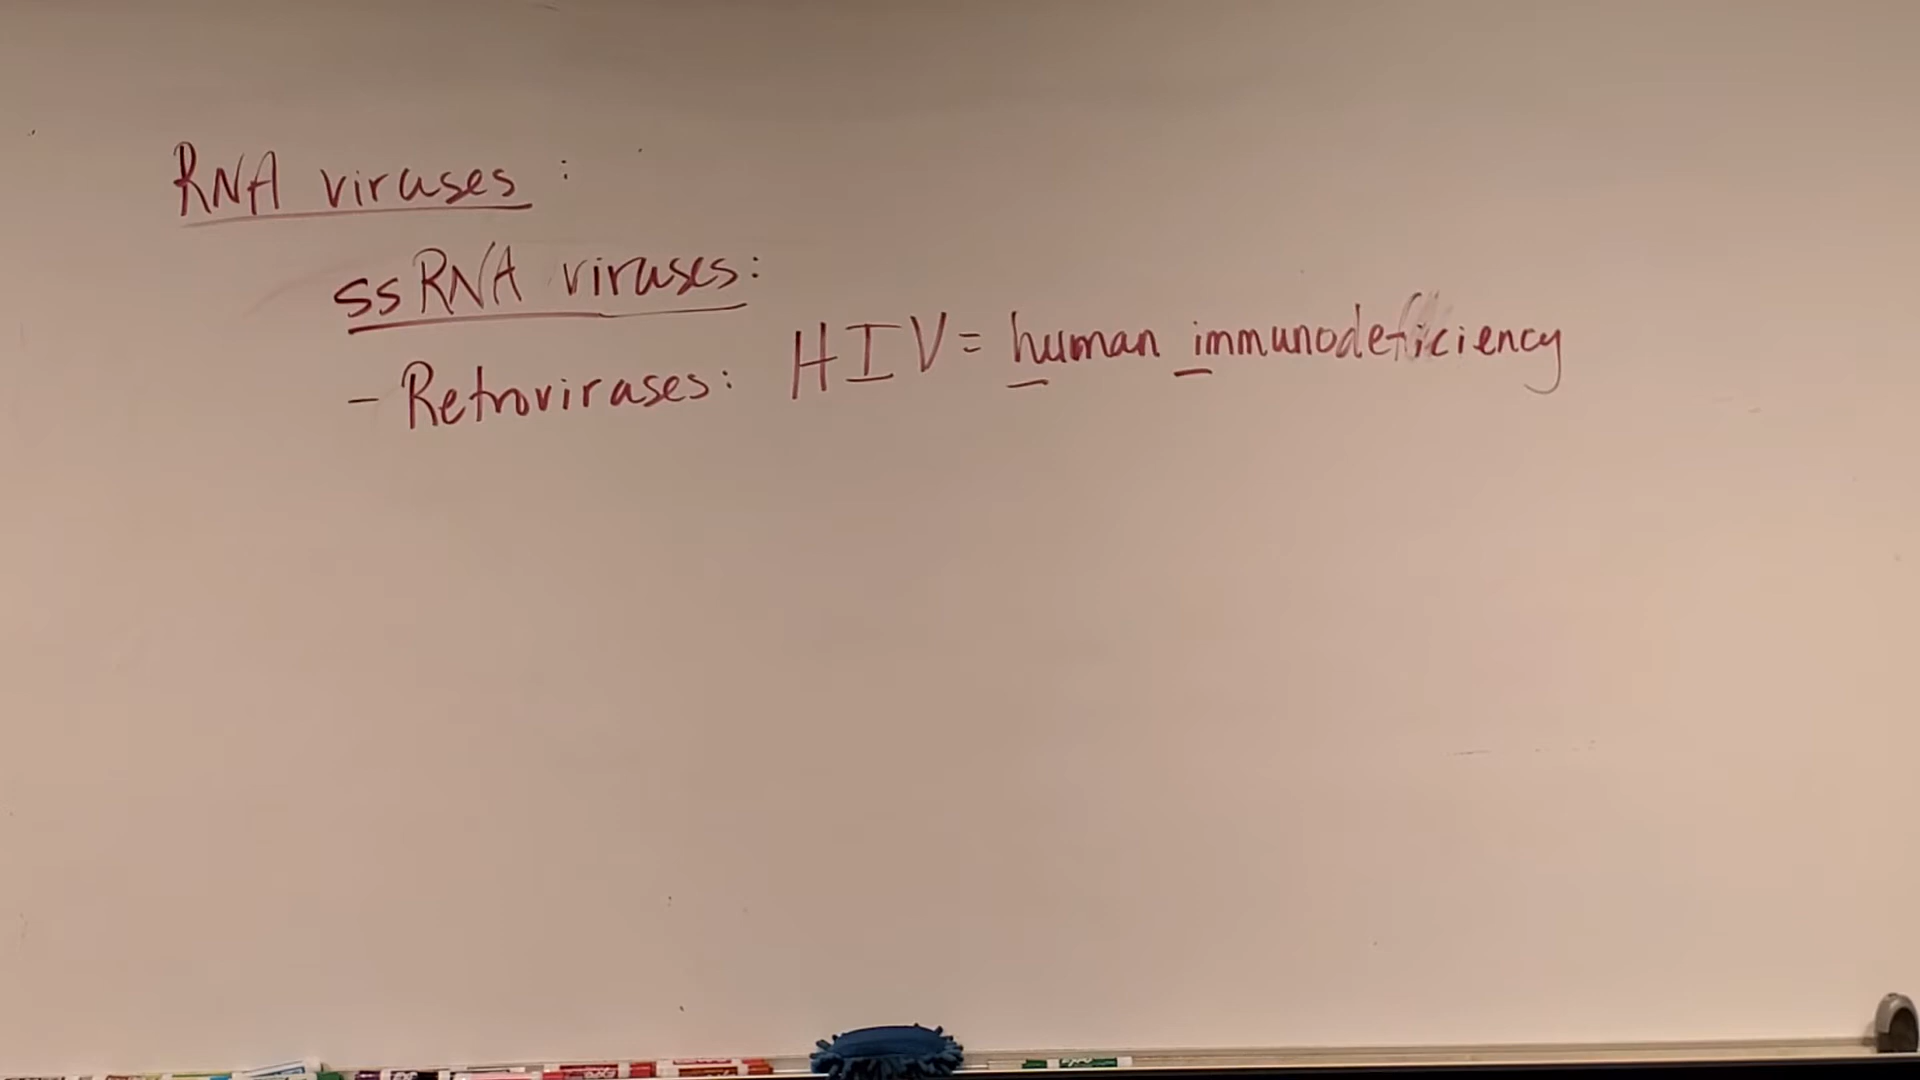 RNA viruses :
ssRNA viruses:
- Retroviruses: HIV = human immunodeficiency